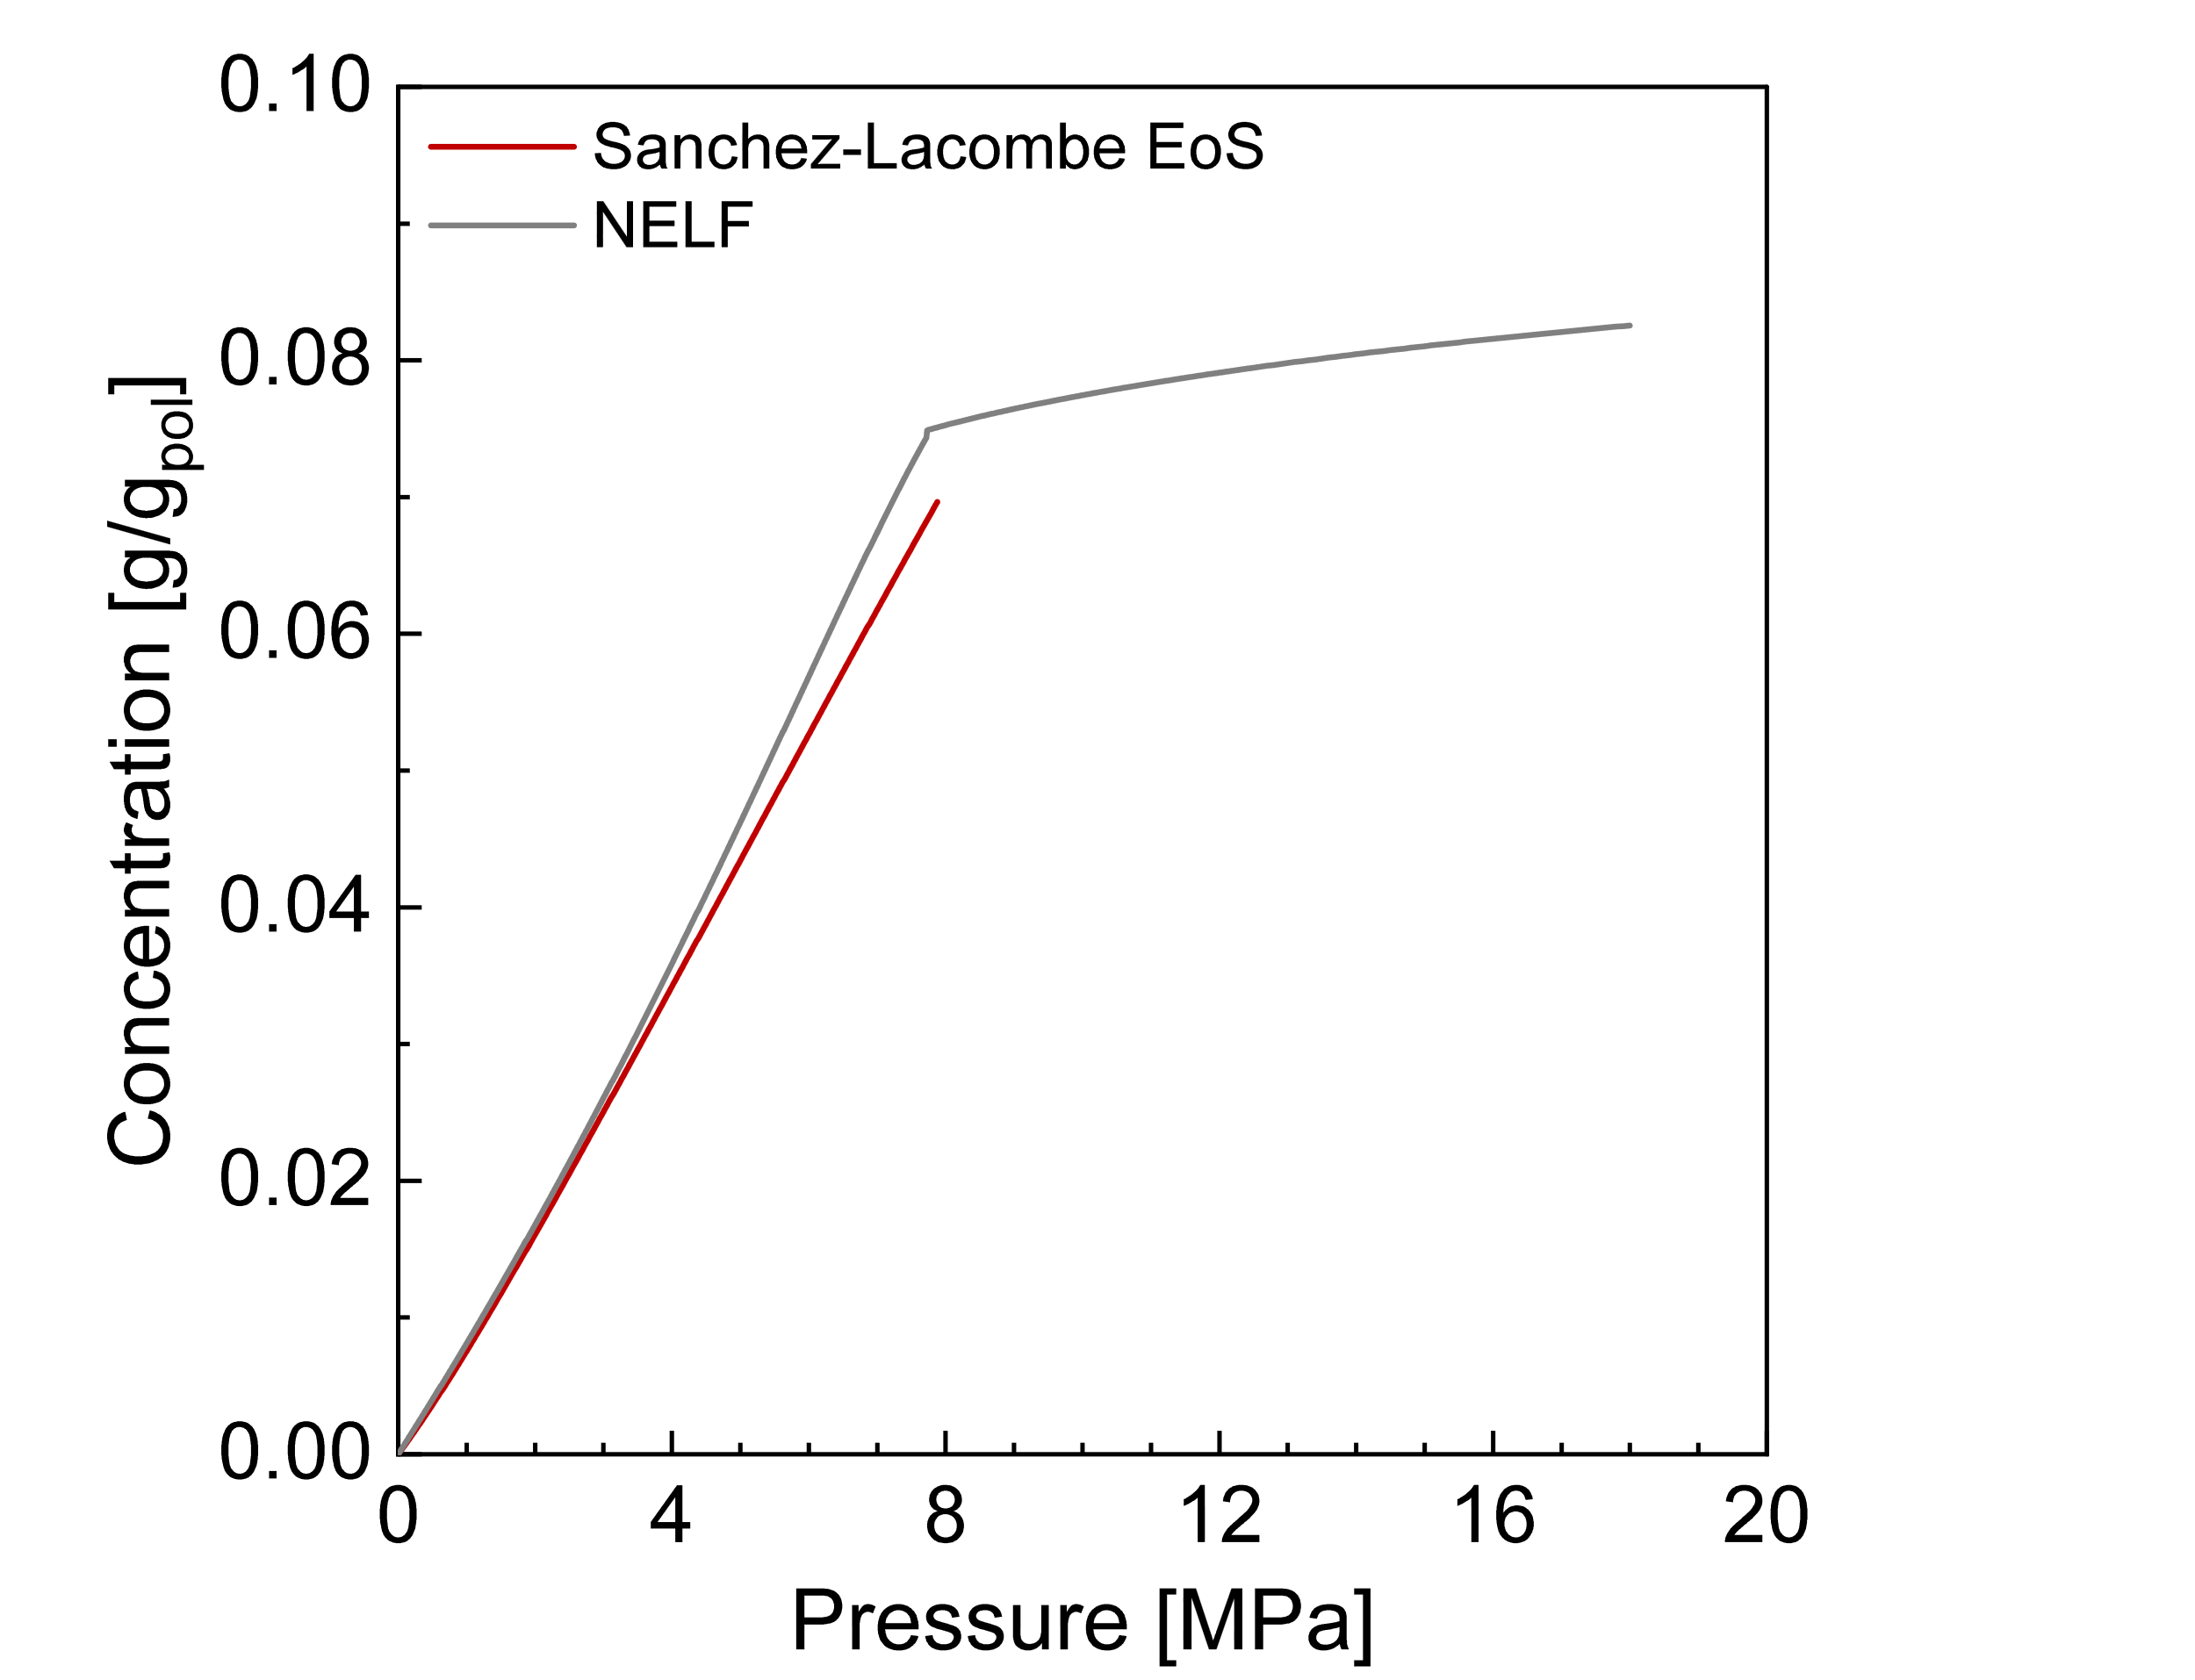 0.10
Sanchez-Lacombe EoS
NELF
0.08
0.06
0.04
0.02
0.00
Concentration [g/gpol]
0 4 8 12 16 20
Pressure [MPa]